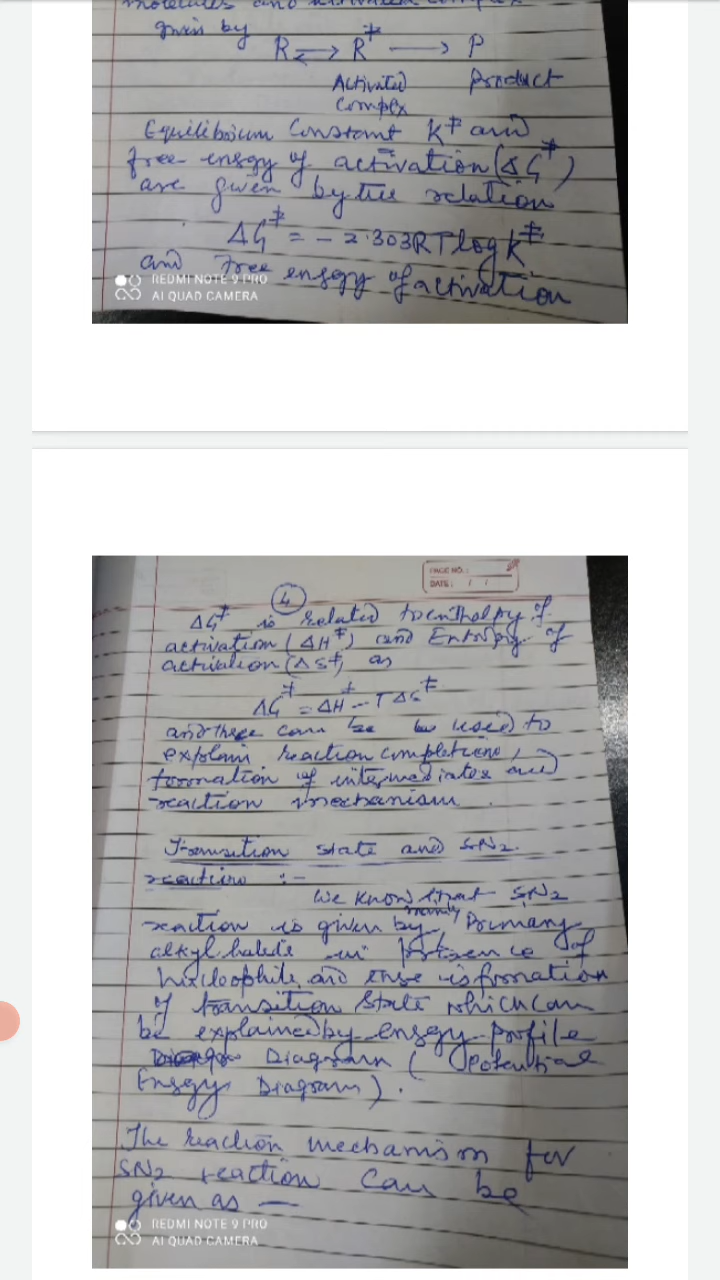 molecules and activated complex
given by
R ⇌ R‡ ⟶ P
Activated Product
Complex
Equilibrium Constant K‡ and
free energy of activation (ΔG‡)
are given by the relation
ΔG‡ = - 2.303RT log K‡
and free energy of activation
REDMI NOTE 9 PRO
AI QUAD CAMERA
PAGE NO.:
DATE: / /
4
ΔG‡ is related to enthalpy of
activation (ΔH‡) and Entropy of
activation (ΔS‡) as
ΔG‡ = ΔH‡ - TΔS‡
and these can be used to
explain reaction completions,
formation of intermediates and
reaction mechanism.
Transition state and SN2
reaction :-
We know that SN2
reaction is given by mainly Primary
alkyl halide in presence of
nucleophile and there is formation
of transition state which can
be explained by energy profile
Diagram (Potential
Energy Diagram).
The reaction mechanism for
SN2 reaction can be
given as —
REDMI NOTE 9 PRO
AI QUAD CAMERA